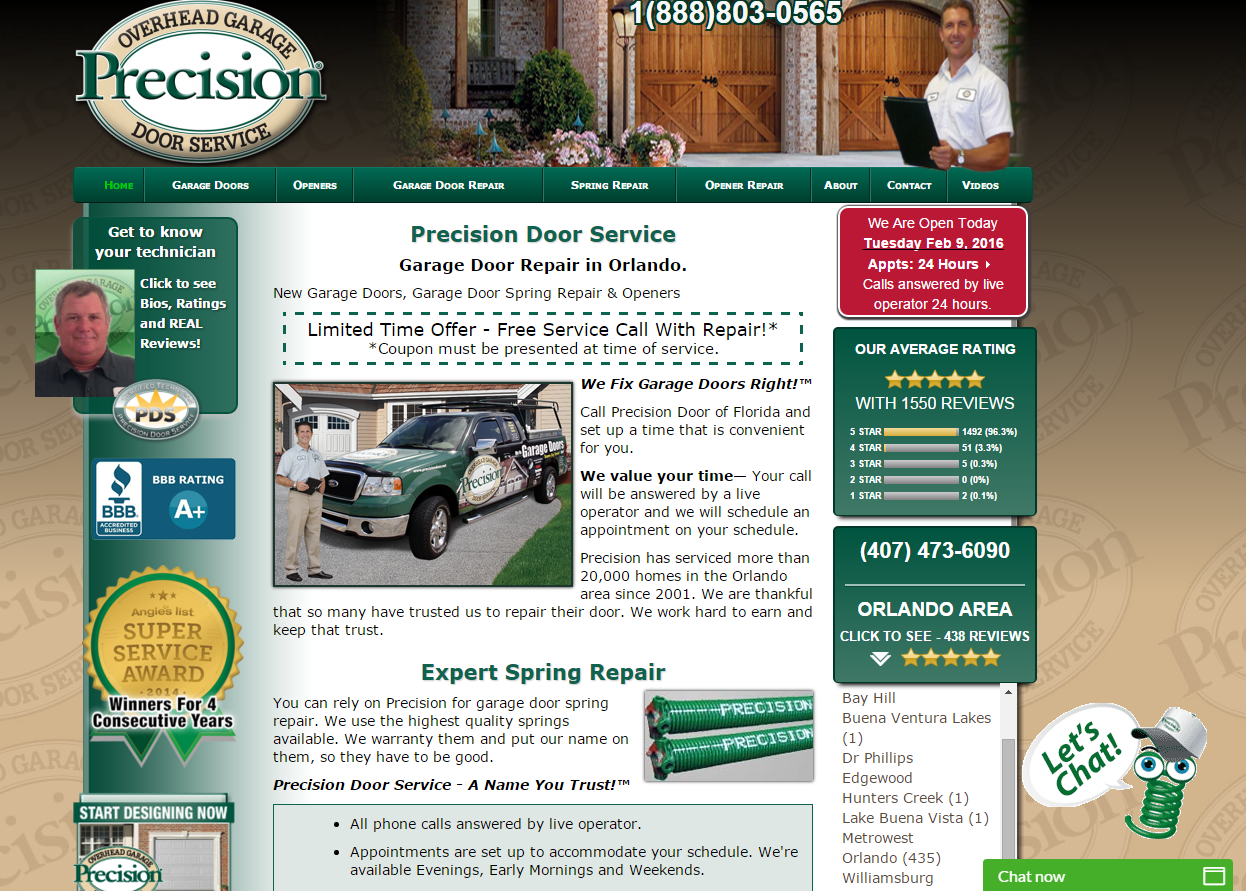 1(888)803-0565
OVERHEAD GARAGE
Precision®
DOOR SERVICE
Home
Garage Doors
Openers
Garage Door Repair
Spring Repair
Opener Repair
About
Contact
Videos
Get to know
your technician
Click to see
Bios, Ratings
and REAL
Reviews!
CERTIFIED TECHNICIAN
PDS
PRECISION DOOR SERVICE
BBB
ACCREDITED
BUSINESS
BBB RATING
A+
Angie's list
SUPER
SERVICE
AWARD
-2014-
Winners For 4
Consecutive Years
START DESIGNING NOW
OVERHEAD GARAGE
Precision
Precision Door Service
Garage Door Repair in Orlando.
New Garage Doors, Garage Door Spring Repair & Openers
Limited Time Offer - Free Service Call With Repair!*
*Coupon must be presented at time of service.
OVERHEAD GARAGE
Precision
Garage Doors
We Fix Garage Doors Right!™
Call Precision Door of Florida and
set up a time that is convenient
for you.
We value your time— Your call
will be answered by a live
operator and we will schedule an
appointment on your schedule.
Precision has serviced more than
20,000 homes in the Orlando
area since 2001. We are thankful
that so many have trusted us to repair their door. We work hard to earn and
keep that trust.
Expert Spring Repair
You can rely on Precision for garage door spring
repair. We use the highest quality springs
available. We warranty them and put our name on
them, so they have to be good.
PRECISION
PRECISION
Precision Door Service - A Name You Trust!™
• All phone calls answered by live operator.
• Appointments are set up to accommodate your schedule. We're
available Evenings, Early Mornings and Weekends.
We Are Open Today
Tuesday Feb 9, 2016
Appts: 24 Hours
Calls answered by live
operator 24 hours.
OUR AVERAGE RATING
WITH 1550 REVIEWS
5 STAR 1492 (96.3%)
4 STAR 51 (3.3%)
3 STAR 5 (0.3%)
2 STAR 0 (0%)
1 STAR 2 (0.1%)
(407) 473-6090
ORLANDO AREA
CLICK TO SEE - 438 REVIEWS
Bay Hill
Buena Ventura Lakes
(1)
Dr Phillips
Edgewood
Hunters Creek (1)
Lake Buena Vista (1)
Metrowest
Orlando (435)
Williamsburg
Let's
Chat!
Chat now